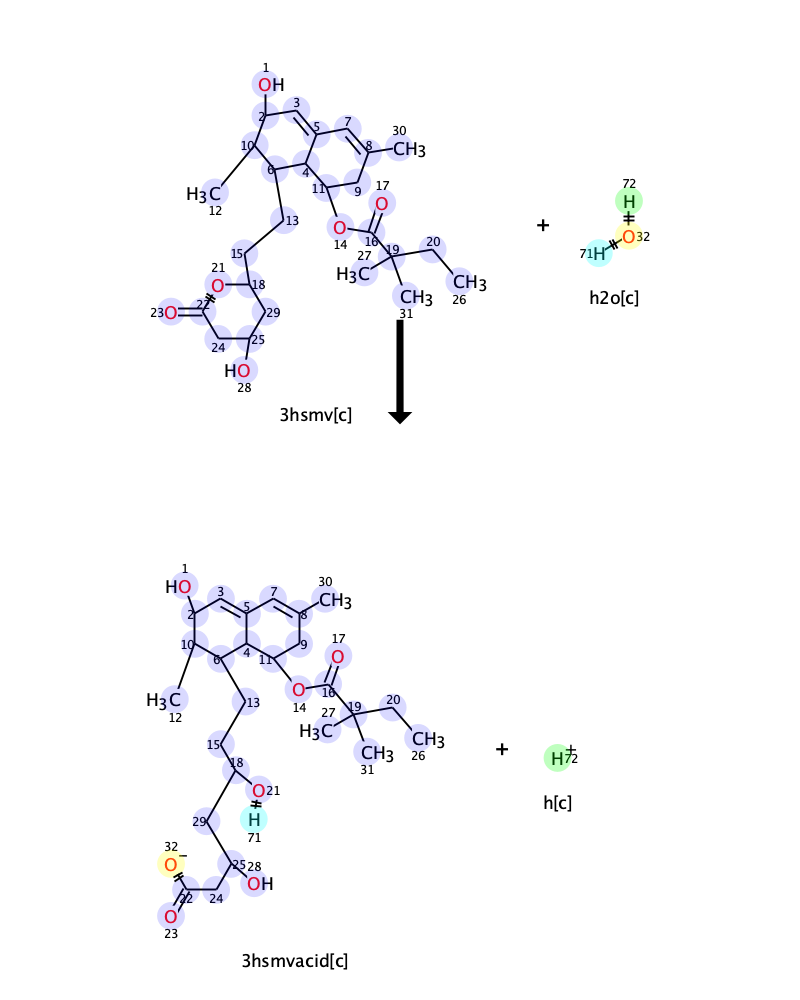 1
OH
2
3
7
30
5
8
CH3
10
6
4
11
9
17
72
H3C
O
H
12
13
O
14
16
+
O
32
71
H
15
27
19
20
21
H3C
h2o[c]
O
18
CH3
26
23
O
22
29
CH3
31
24
25
HO
28
3hsmv[c]
1
HO
3
7
30
2
5
8
CH3
10
6
4
11
9
17
O
H3C
12
13
O
14
16
27
19
20
15
H3C
CH3
26
18
CH3
31
+
H
+
72
O
21
29
H
71
h[c]
32
O
−
25
28
22
24
OH
O
23
3hsmvacid[c]